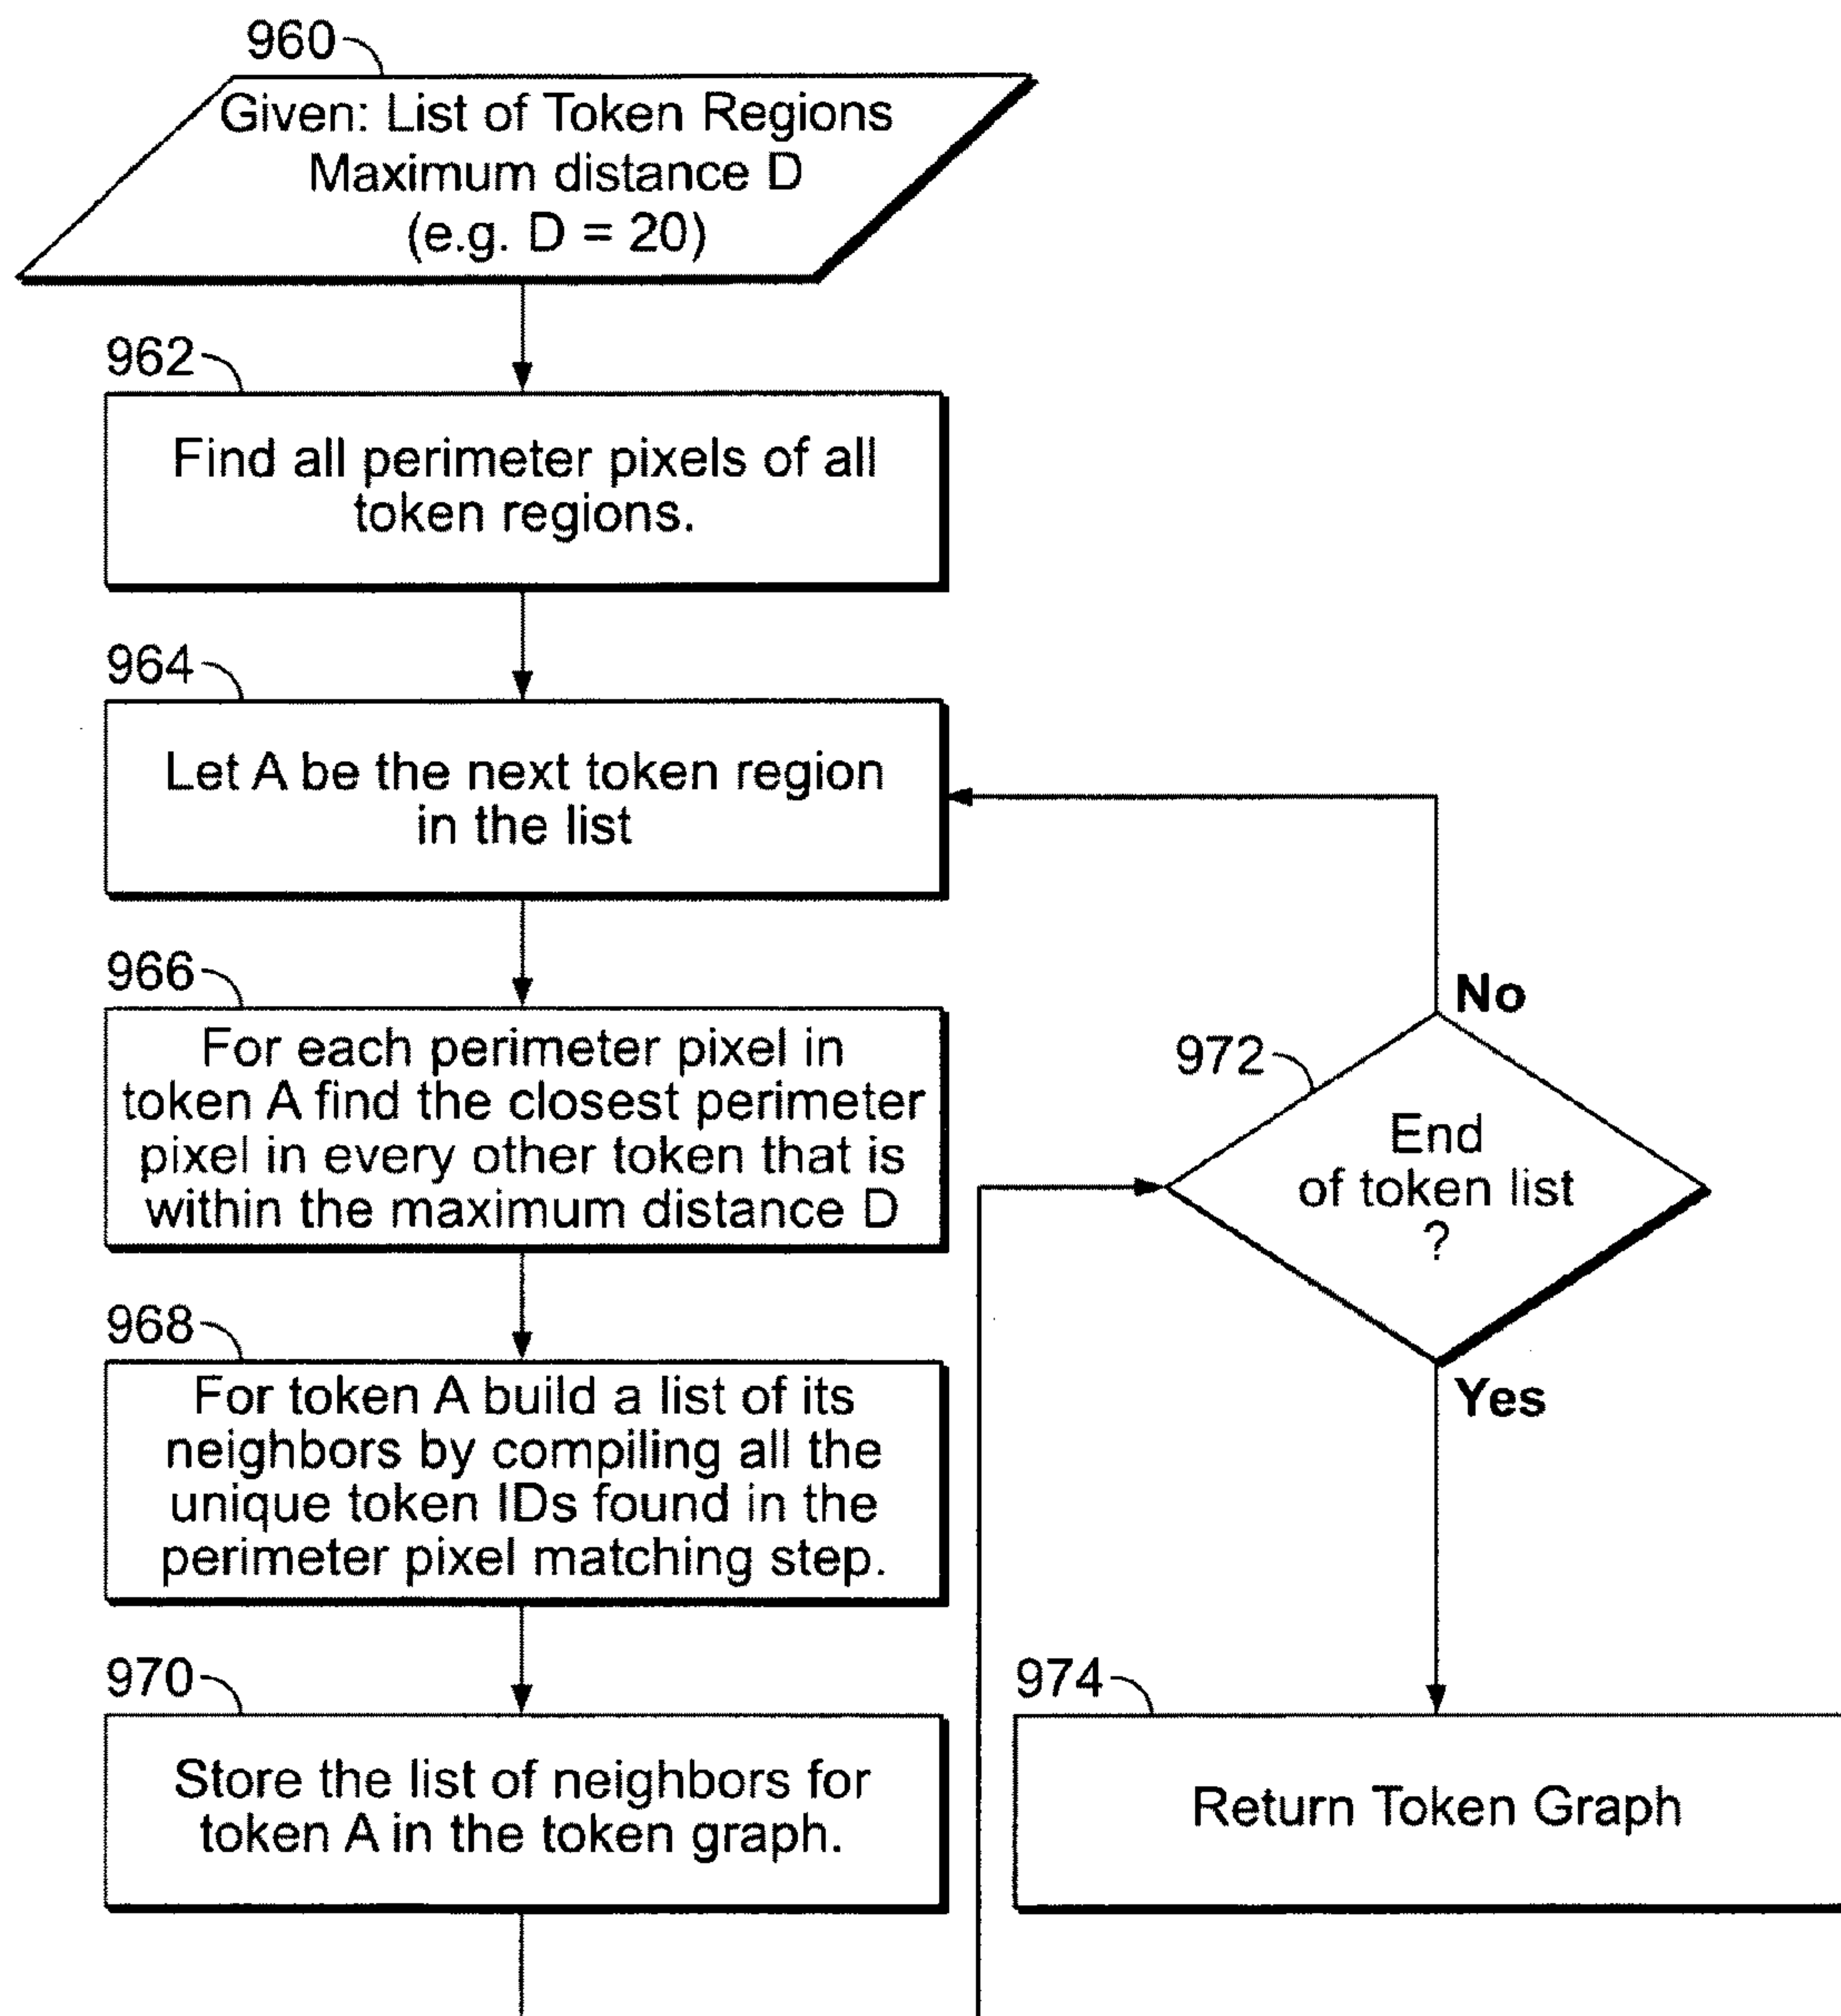 960
Given: List of Token Regions
Maximum distance D
(e.g. D = 20)
962
Find all perimeter pixels of all
token regions.
964
Let A be the next token region
in the list
966
For each perimeter pixel in
token A find the closest perimeter
pixel in every other token that is
within the maximum distance D
968
For token A build a list of its
neighbors by compiling all the
unique token IDs found in the
perimeter pixel matching step.
970
Store the list of neighbors for
token A in the token graph.
972
End
of token list
?
No
Yes
974
Return Token Graph